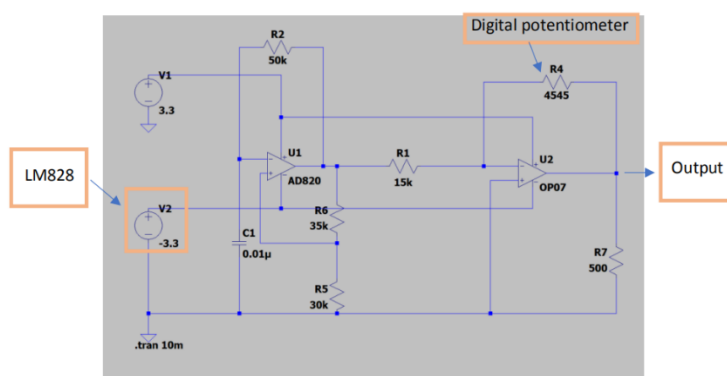 Digital potentiometer
R2
50k
R4
4545
V1
3.3
U1
AD820
R1
15k
U2
OP07
Output
LM828
V2
-3.3
R6
35k
C1
0.01µ
R7
500
R5
30k
.tran 10m